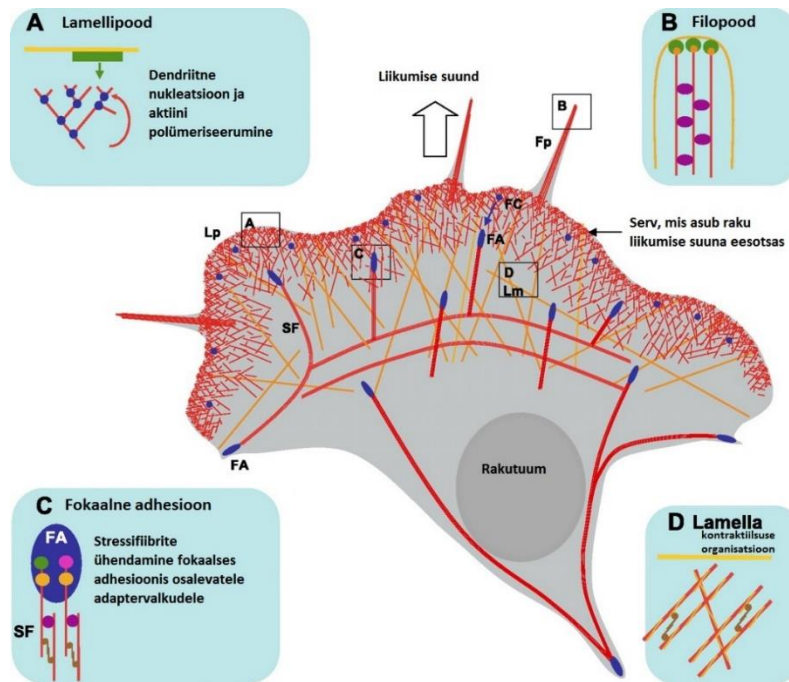 A Lamellipood
Dendriitne
nukleatsioon ja
aktiini
polümeriseerumine
Liikumise suund
B Filopood
B
Fp
Lp
A
FC
FA
C
D
Lm
Serv, mis asub raku
liikumise suuna eesotsas
SF
FA
Rakutuum
C Fokaalne adhesioon
FA
Stressifiibrite
ühendamine fokaalses
adhesioonis osalevatele
adaptervalkudele
SF
D Lamella
kontraktiilsuse
organisatsioon